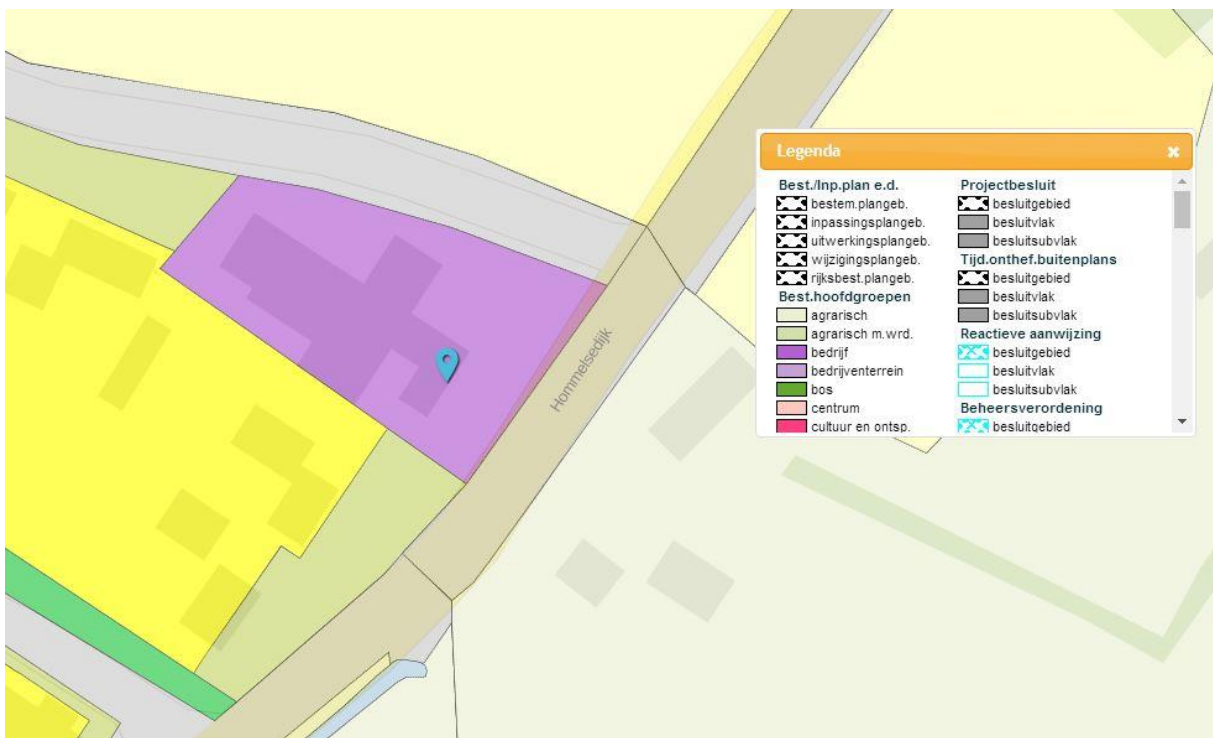 Legenda
Best./Inp.plan e.d.
bestem.plangeb.
inpassingsplangeb.
uitwerkingsplangeb.
wijzigingsplangeb.
rijksbest.plangeb.
Best.hoofdgroepen
agrarisch
agrarisch m.wrd.
bedrijf
bedrijventerrein
bos
centrum
cultuur en ontsp.
Projectbesluit
besluitgebied
besluitvlak
besluitsubvlak
Tijd.onthef.buitenplans
besluitgebied
besluitvlak
besluitsubvlak
Reactieve aanwijzing
besluitgebied
besluitvlak
besluitsubvlak
Beheersverordening
besluitgebied
Hommelsedijk